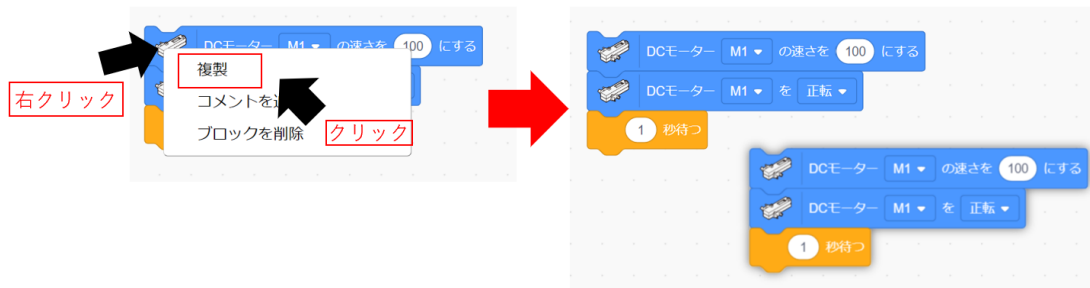 DCモーター M1 の速さを 100 にする
複製
コメントを追
ブロックを削除
右クリック
クリック
DCモーター M1 の速さを 100 にする
DCモーター M1 を 正転
1 秒待つ
DCモーター M1 の速さを 100 にする
DCモーター M1 を 正転
1 秒待つ